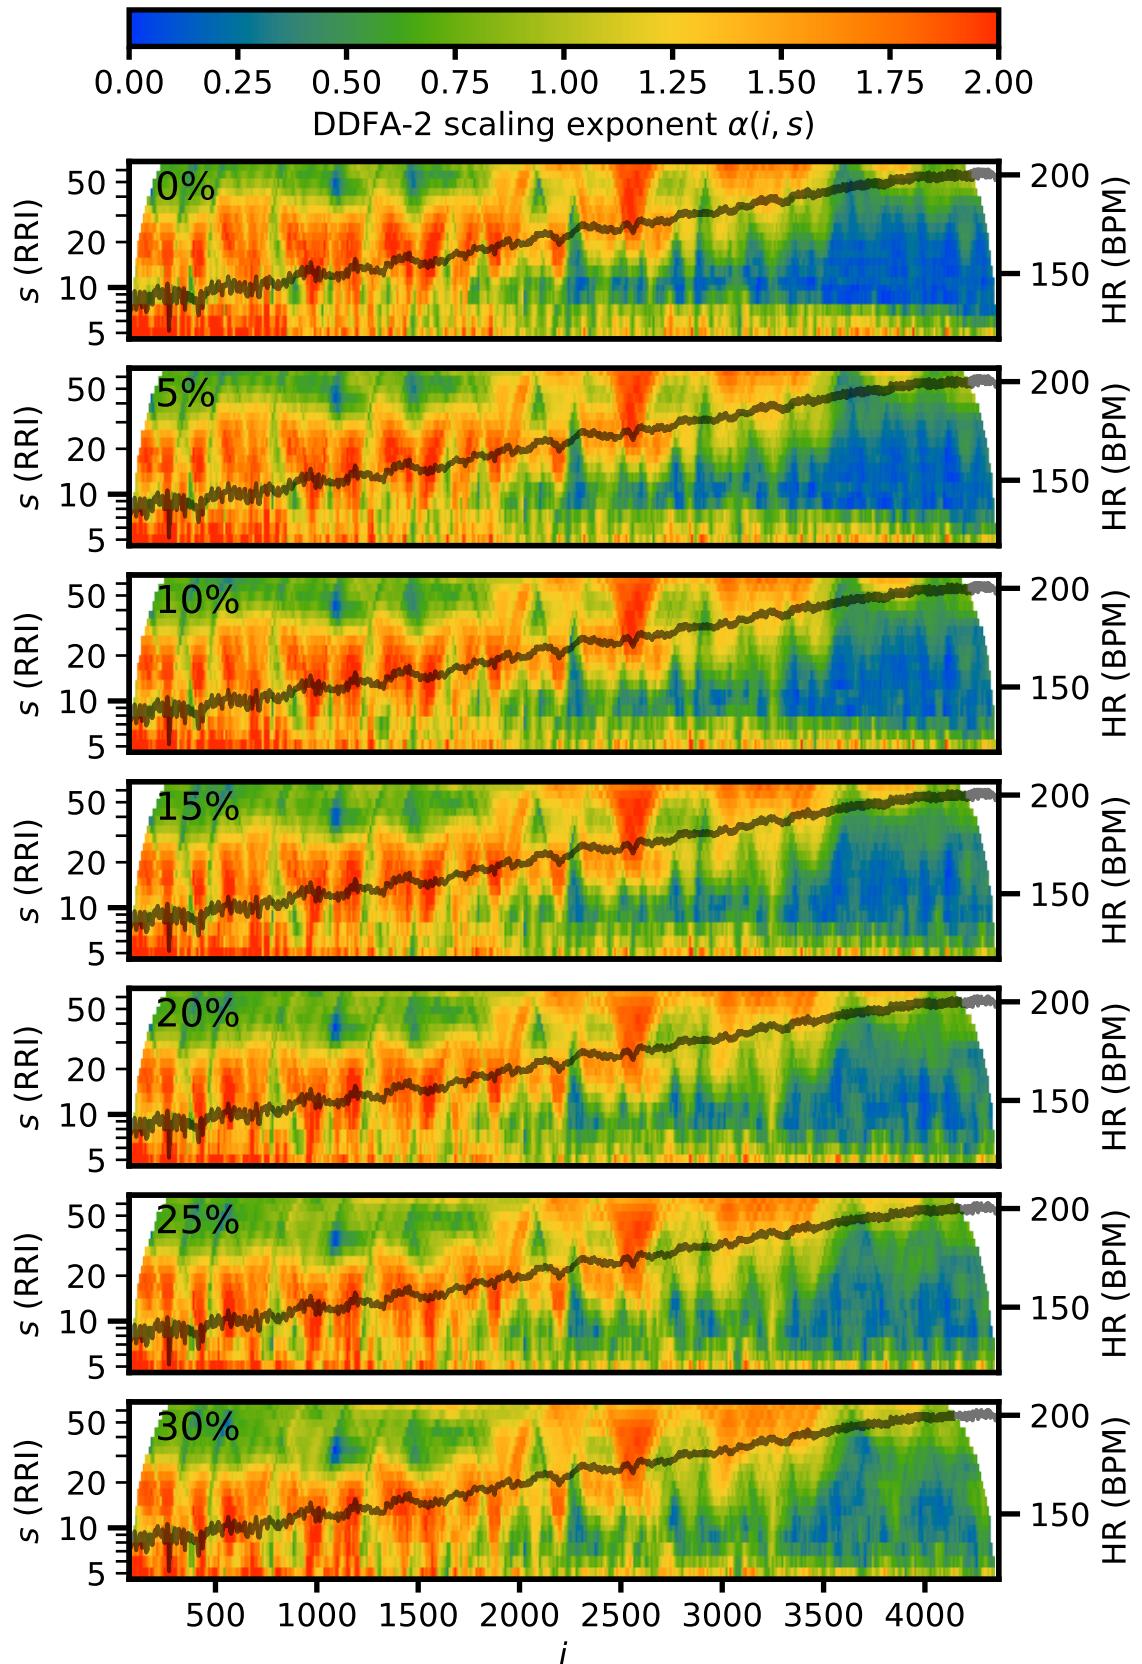 0.00 0.25 0.50 0.75 1.00 1.25 1.50 1.75 2.00
DDFA-2 scaling exponent α(i, s)
0%
50
20
10
5
s (RRI)
200
150
HR (BPM)
5%
50
20
10
5
s (RRI)
200
150
HR (BPM)
10%
50
20
10
5
s (RRI)
200
150
HR (BPM)
15%
50
20
10
5
s (RRI)
200
150
HR (BPM)
20%
50
20
10
5
s (RRI)
200
150
HR (BPM)
25%
50
20
10
5
s (RRI)
200
150
HR (BPM)
30%
50
20
10
5
s (RRI)
200
150
HR (BPM)
500 1000 1500 2000 2500 3000 3500 4000
i